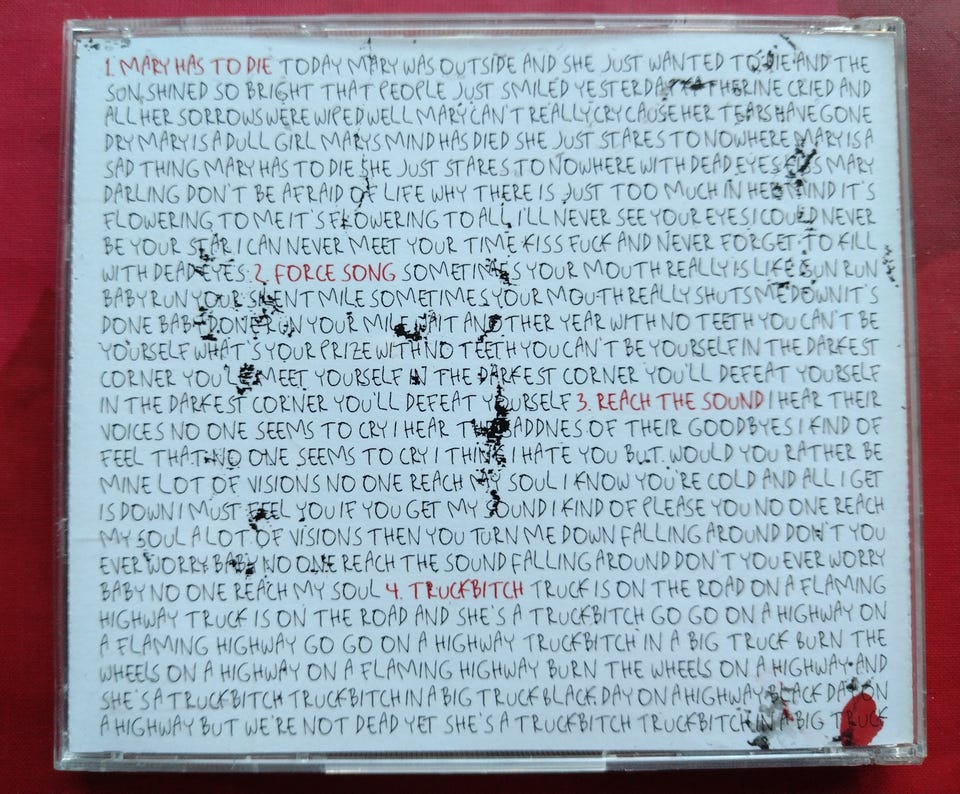 1. MARY HAS TO DIE TODAY MARY WAS OUTSIDE AND SHE JUST WANTED TO DIE AND THE
SUN SHINED SO BRIGHT THAT PEOPLE JUST SMILED YESTERDAY CATHERINE CRIED AND
ALL HER SORROWS WERE WIPED WELL MARY CAN'T REALLY CRY CAUSE HER TEARS HAVE GONE
DRY MARY IS A DULL GIRL MARY'S MIND HAS DIED SHE JUST STARES TO NOWHERE MARY IS A
SAD THING MARY HAS TO DIE SHE JUST STARES TO NOWHERE WITH DEAD EYES MARY
DARLING DON'T BE AFRAID OF LIFE WHY THERE IS JUST TOO MUCH IN HER MIND IT'S
FLOWERING TO ME IT'S FLOWERING TO ALL I'LL NEVER SEE YOUR EYES I COULD NEVER
BE YOUR STAR I CAN NEVER MEET YOUR TIME KISS FUCK AND NEVER FORGET TO KILL
WITH DEAD EYES 2. FORCE SONG SOMETIMES YOUR MOUTH REALLY IS LIKE GUN RUN
BABY RUN YOUR SILENT MILE SOMETIMES YOUR MOUTH REALLY SHUTS ME DOWN IT'S
DONE BABY DONE RUN YOUR MILE WAIT ANOTHER YEAR WITH NO TEETH YOU CAN'T BE
YOURSELF WHAT'S YOUR PRIZE WITH NO TEETH YOU CAN'T BE YOURSELF IN THE DARKEST
CORNER YOU'LL MEET YOURSELF IN THE DARKEST CORNER YOU'LL DEFEAT YOURSELF
IN THE DARKEST CORNER YOU'LL DEFEAT YOURSELF 3. REACH THE SOUND I HEAR THEIR
VOICES NO ONE SEEMS TO CRY I HEAR THE SADDNES OF THEIR GOODBYES I KIND OF
FEEL THAT NO ONE SEEMS TO CRY I THINK I HATE YOU BUT WOULD YOU RATHER BE
MINE LOT OF VISIONS NO ONE REACH MY SOUL I KNOW YOU'RE COLD AND ALL I GET
IS DOWN I MUST FEEL YOU IF YOU GET MY SOUND I KIND OF PLEASE YOU NO ONE REACH
MY SOUL A LOT OF VISIONS THEN YOU TURN ME DOWN FALLING AROUND DON'T YOU
EVER WORRY BABY NO ONE REACH THE SOUND FALLING AROUND DON'T YOU EVER WORRY
BABY NO ONE REACH MY SOUL 4. TRUCKBITCH TRUCK IS ON THE ROAD ON A FLAMING
HIGHWAY TRUCK IS ON THE ROAD AND SHE'S A TRUCKBITCH GO GO ON A HIGHWAY ON
A FLAMING HIGHWAY GO GO ON A HIGHWAY TRUCKBITCH IN A BIG TRUCK BURN THE
WHEELS ON A HIGHWAY ON A FLAMING HIGHWAY BURN THE WHEELS ON A HIGHWAY AND
SHE'S A TRUCKBITCH TRUCKBITCH IN A BIG TRUCK BLACK DAY ON A HIGHWAY BLACK DAY ON
A HIGHWAY BUT WE'RE NOT DEAD YET SHE'S A TRUCKBITCH TRUCKBITCH IN A BIG TRUCK